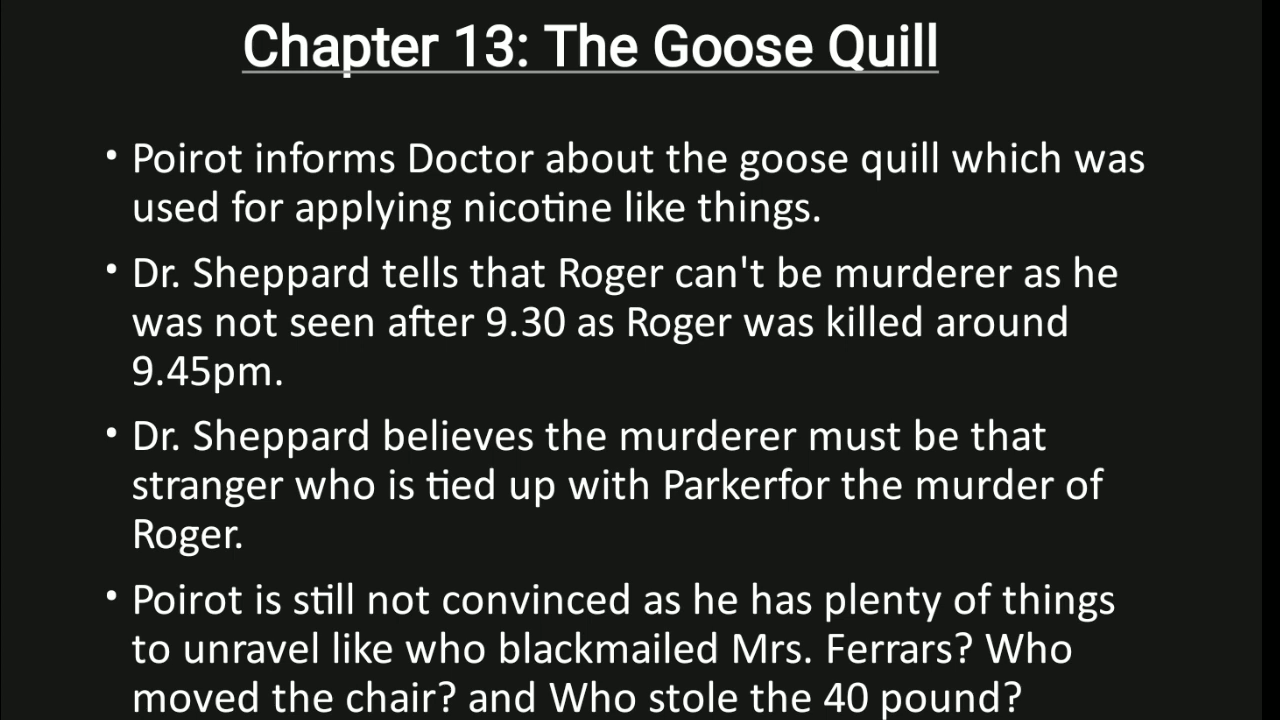 Chapter 13: The Goose Quill
• Poirot informs Doctor about the goose quill which was
used for applying nicotine like things.
• Dr. Sheppard tells that Roger can't be murderer as he
was not seen after 9.30 as Roger was killed around
9.45pm.
• Dr. Sheppard believes the murderer must be that
stranger who is tied up with Parkerfor the murder of
Roger.
• Poirot is still not convinced as he has plenty of things
to unravel like who blackmailed Mrs. Ferrars? Who
moved the chair? and Who stole the 40 pound?